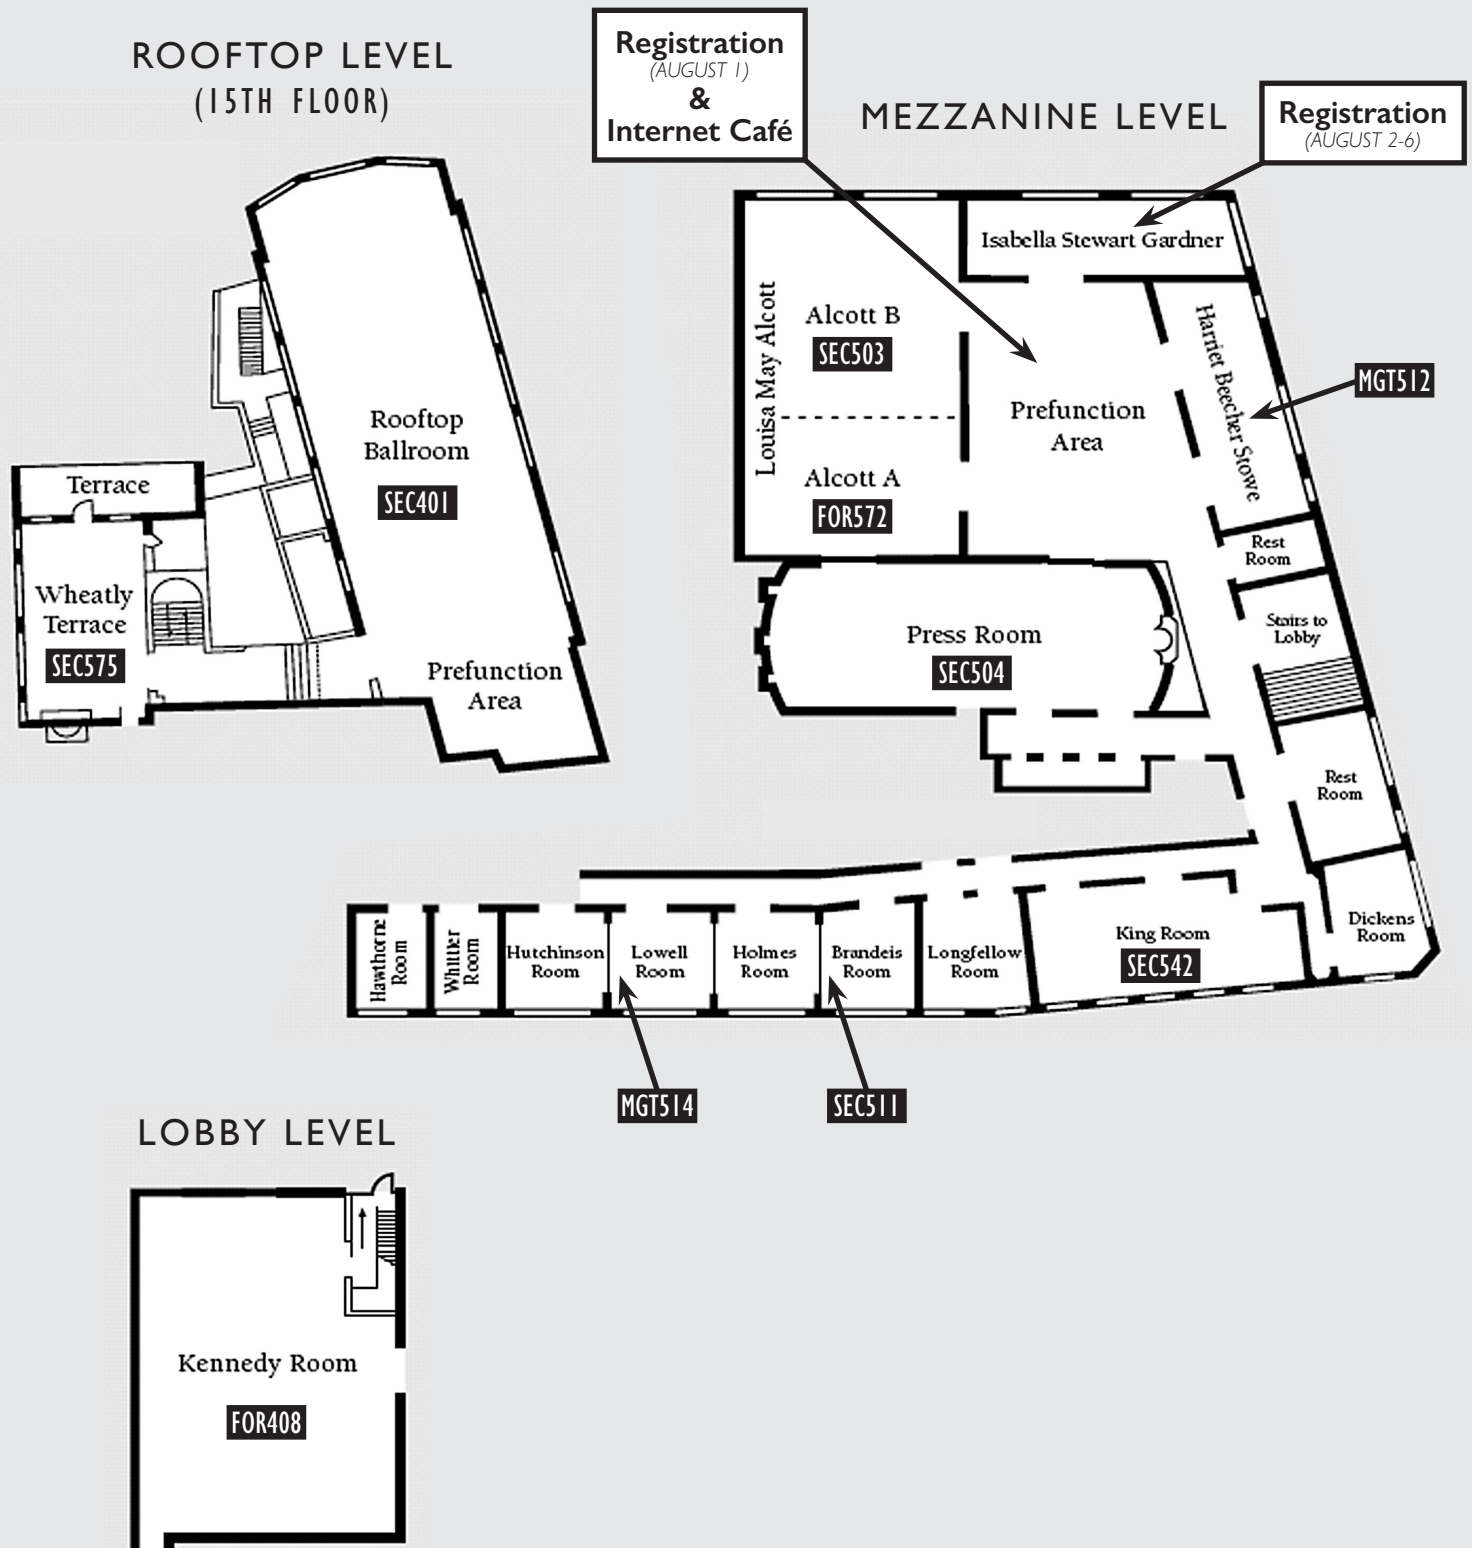 ROOFTOP LEVEL
(15TH FLOOR)
Terrace
Wheatly
Terrace
SEC575
Rooftop
Ballroom
SEC401
Prefunction
Area
Registration
(AUGUST 1)
&
Internet Café
MEZZANINE LEVEL
Registration
(AUGUST 2-6)
Isabella Stewart Gardner
Louisa May Alcott
Alcott B
SEC503
Alcott A
FOR572
Prefunction
Area
Harriet Beecher Stowe
MGT512
Rest
Room
Press Room
SEC504
Stairs to
Lobby
Rest
Room
Dickens
Room
King Room
SEC542
Hawthorne
Room
Whittier
Room
Hutchinson
Room
Lowell
Room
Holmes
Room
Brandeis
Room
Longfellow
Room
MGT514
SEC511
LOBBY LEVEL
Kennedy Room
FOR408